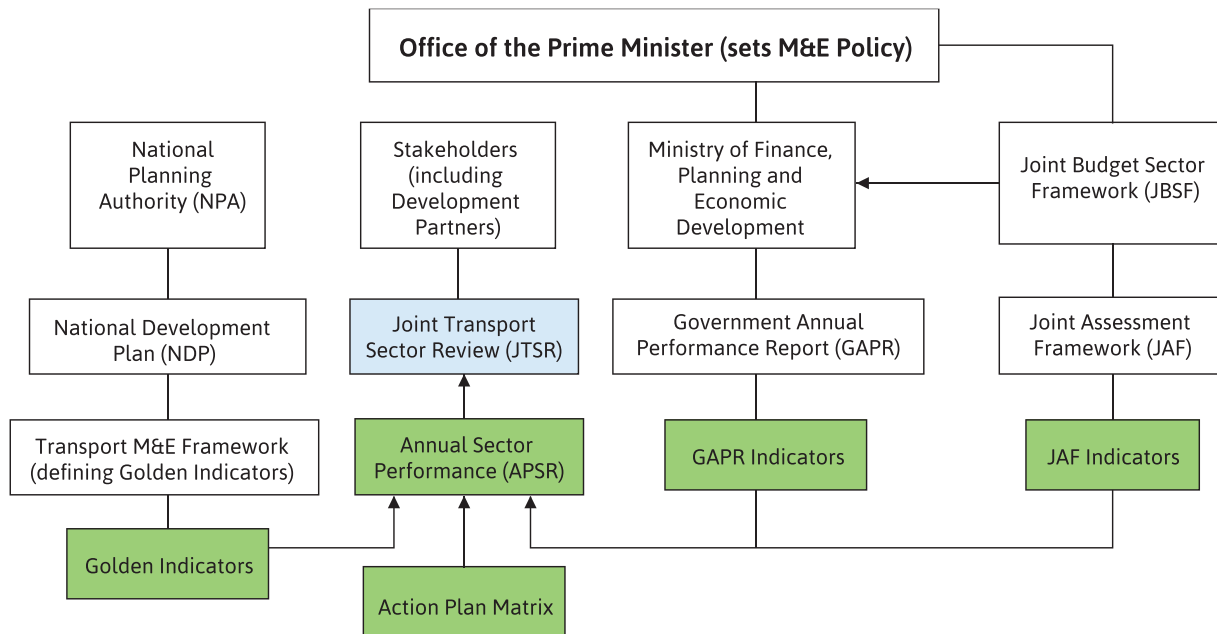 Office of the Prime Minister (sets M&E Policy)
National
Planning
Authority (NPA)
Stakeholders
(including
Development
Partners)
Ministry of Finance,
Planning and
Economic
Development
Joint Budget Sector
Framework (JBSF)
National Development
Plan (NDP)
Joint Transport
Sector Review (JTSR)
Government Annual
Performance Report (GAPR)
Joint Assessment
Framework (JAF)
Transport M&E Framework
(defining Golden Indicators)
Annual Sector
Performance (APSR)
GAPR Indicators
JAF Indicators
Golden Indicators
Action Plan Matrix